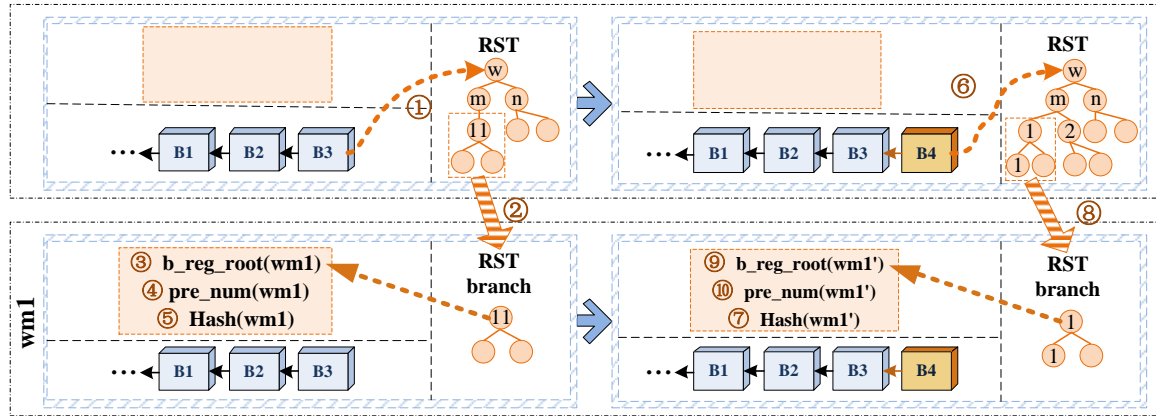 RST
w
①
m
n
11
••• B1 B2 B3
RST
w
⑥
m
n
1
2
1
••• B1 B2 B3 B4
②
⑧
wm1
③ b_reg_root(wm1)
④ pre_num(wm1)
⑤ Hash(wm1)
RST
branch
11
••• B1 B2 B3
⑨ b_reg_root(wm1')
⑩ pre_num(wm1')
⑦ Hash(wm1')
RST
branch
1
1
••• B1 B2 B3 B4